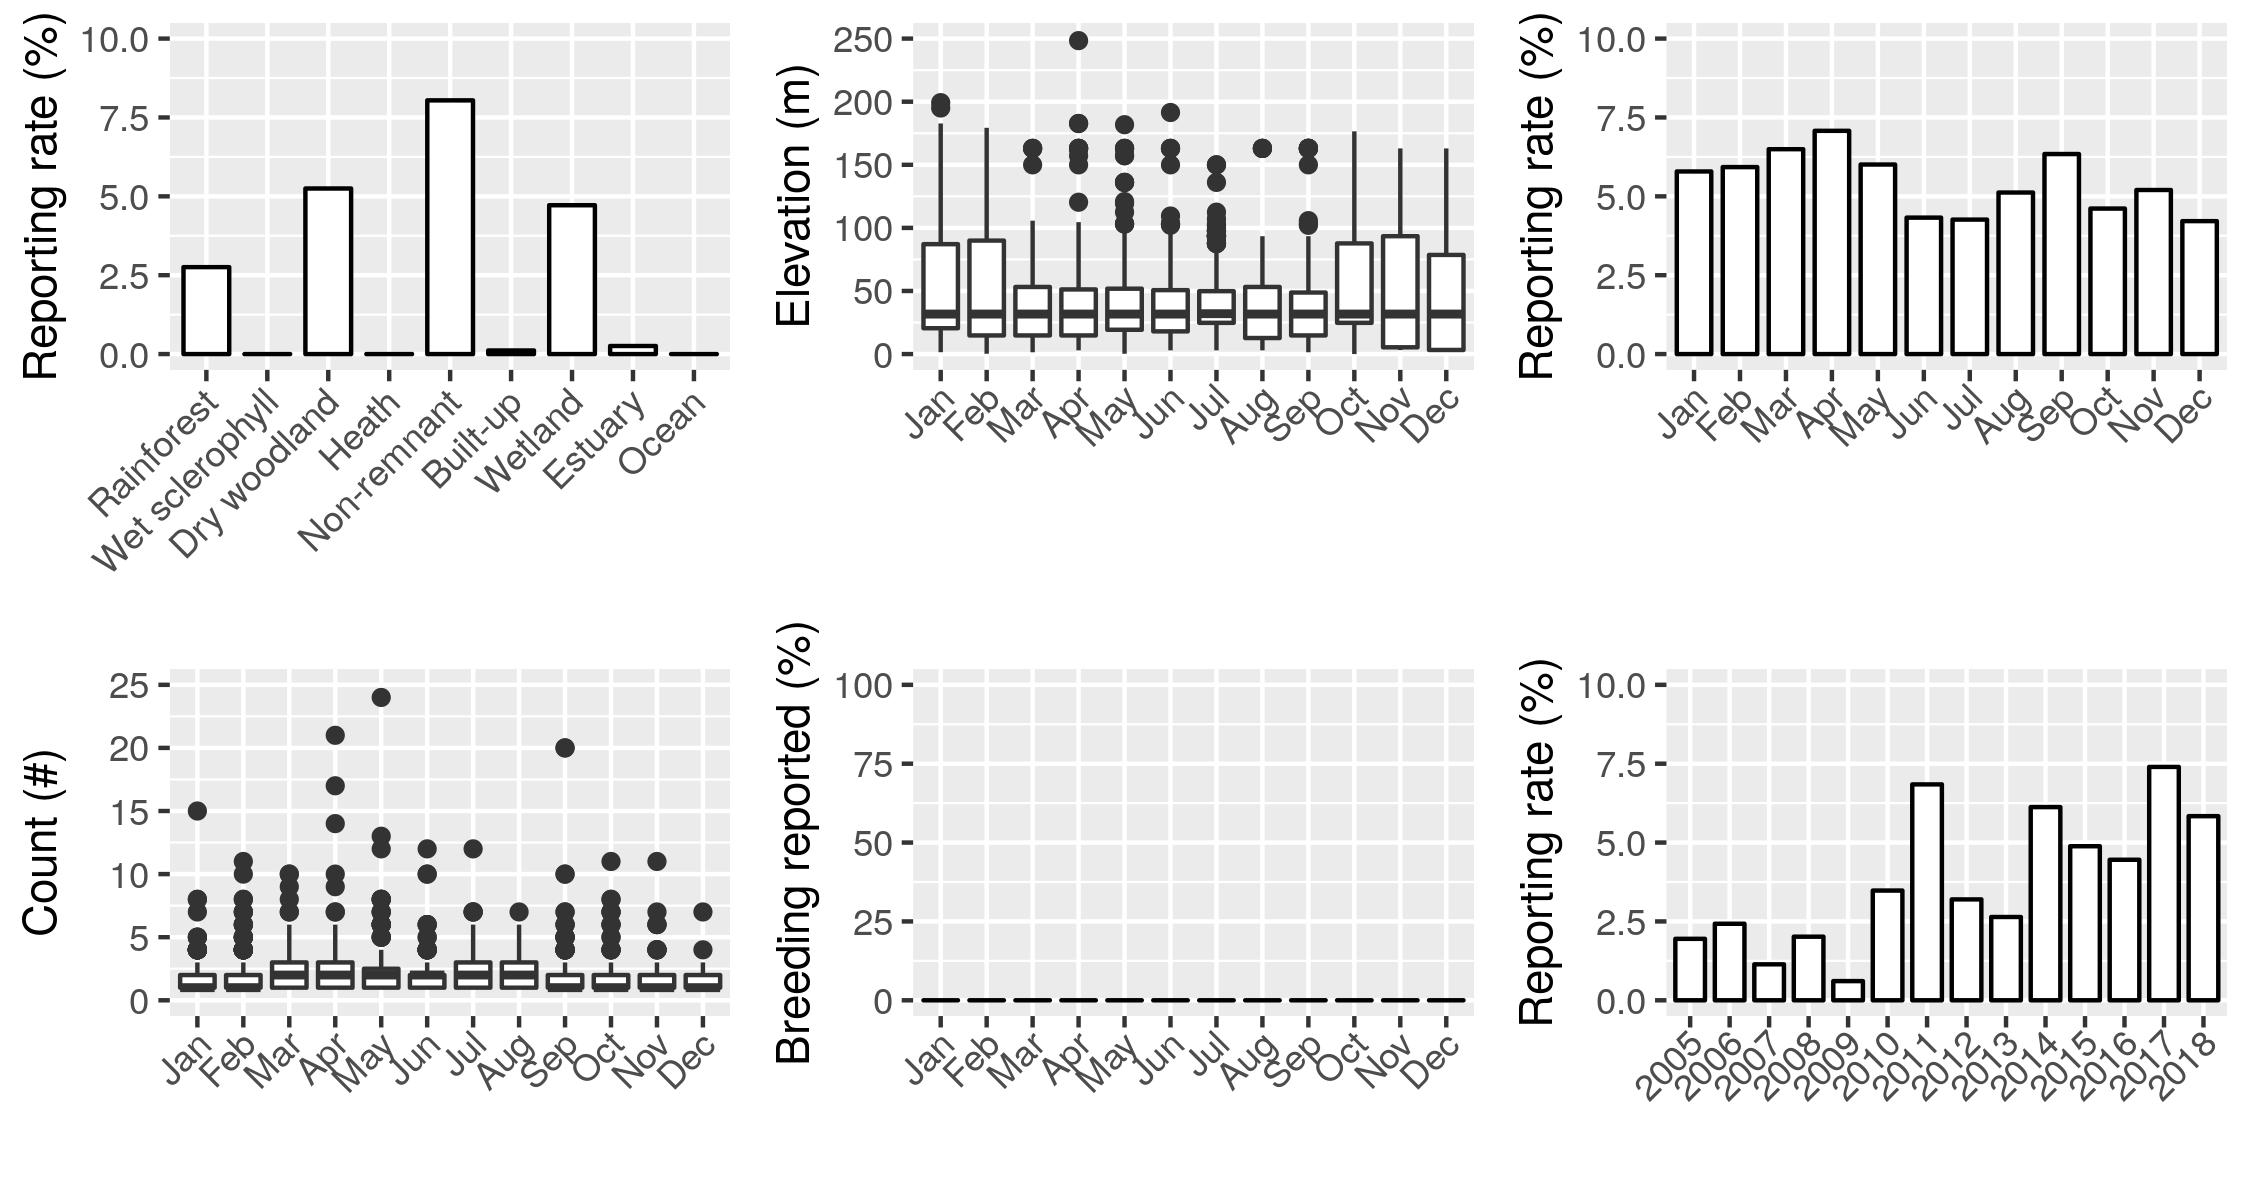 Reporting rate (%)
10.0
7.5
5.0
2.5
0.0
Rainforest
Wet sclerophyll
Dry woodland
Heath
Non-remnant
Built-up
Wetland
Estuary
Ocean
Elevation (m)
250
200
150
100
50
0
Jan
Feb
Mar
Apr
May
Jun
Jul
Aug
Sep
Oct
Nov
Dec
Reporting rate (%)
10.0
7.5
5.0
2.5
0.0
Jan
Feb
Mar
Apr
May
Jun
Jul
Aug
Sep
Oct
Nov
Dec
Count (#)
25
20
15
10
5
0
Jan
Feb
Mar
Apr
May
Jun
Jul
Aug
Sep
Oct
Nov
Dec
Breeding reported (%)
100
75
50
25
0
Jan
Feb
Mar
Apr
May
Jun
Jul
Aug
Sep
Oct
Nov
Dec
Reporting rate (%)
10.0
7.5
5.0
2.5
0.0
2005
2006
2007
2008
2009
2010
2011
2012
2013
2014
2015
2016
2017
2018